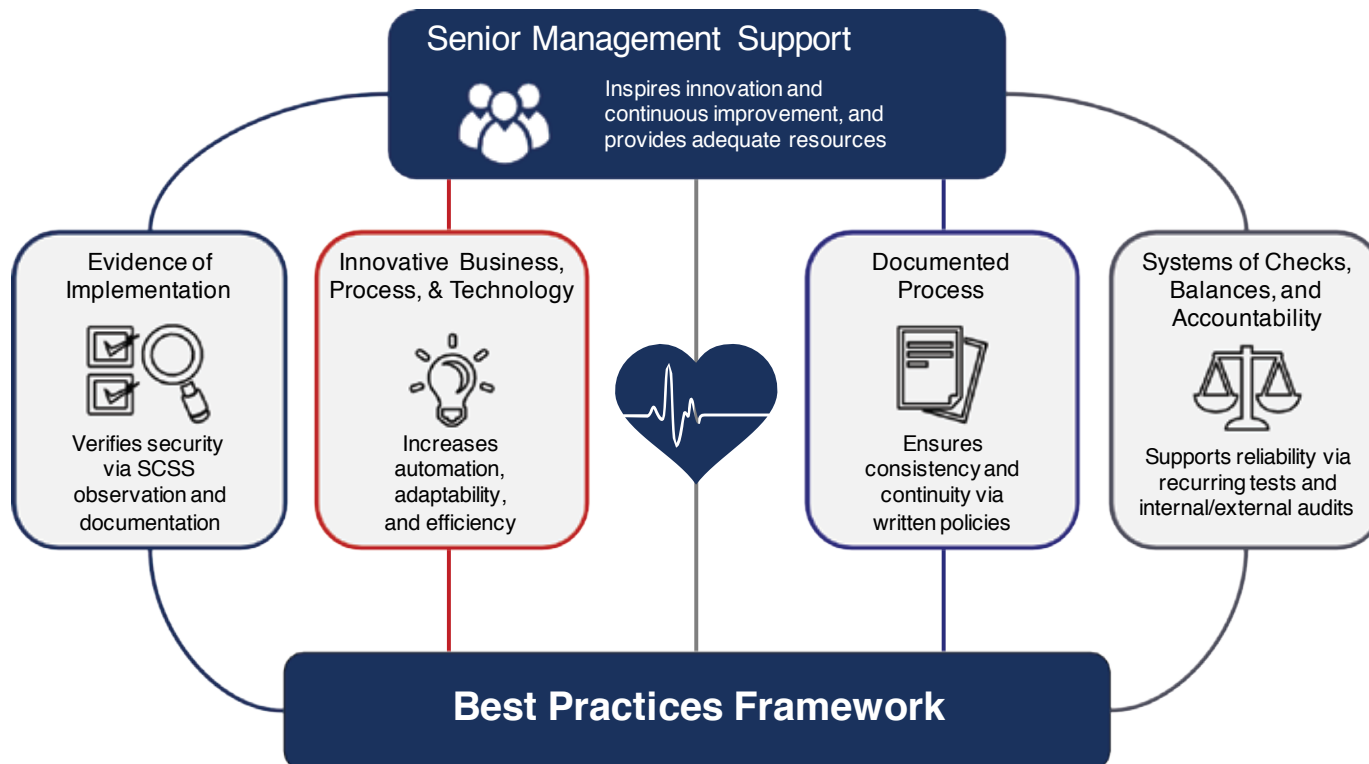 Senior Management Support
Inspires innovation and
continuous improvement, and
provides adequate resources
Evidence of
Implementation
Verifies security
via SCSS
observation and
documentation
Innovative Business,
Process, & Technology
Increases
automation,
adaptability,
and efficiency
Documented
Process
Ensures
consistency and
continuity via
written policies
Systems of Checks,
Balances, and
Accountability
Supports reliability via
recurring tests and
internal/external audits
Best Practices Framework